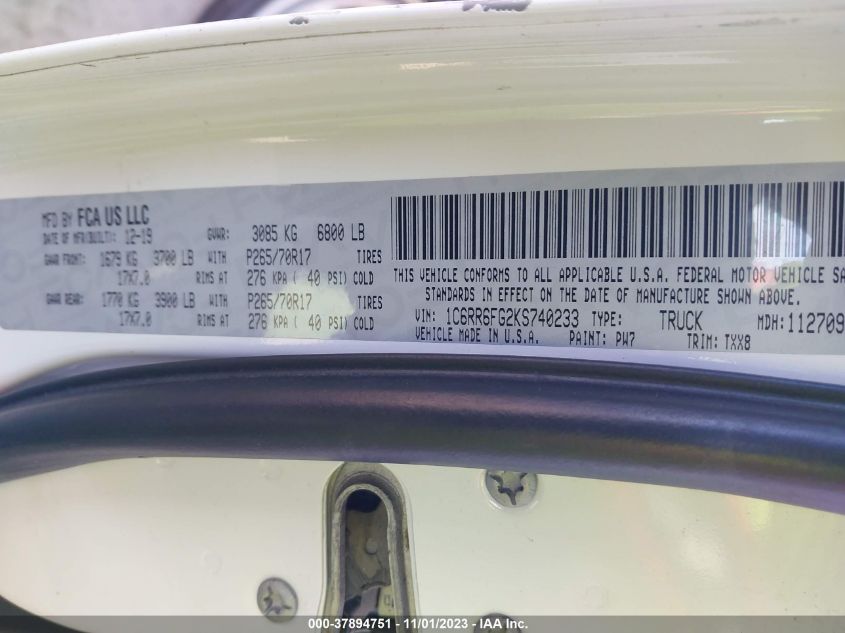 MFD BY FCA US LLC
DATE OF MFR(BUILT): 12-19 GVWR: 3085 KG 6800 LB
GAWR FRONT: 1679 KG 3700 LB WITH P265/70R17 TIRES
17X7.0 RIMS AT 276 KPA ( 40 PSI) COLD
GAWR REAR: 1770 KG 3900 LB WITH P265/70R17 TIRES
17X7.0 RIMS AT 276 KPA ( 40 PSI) COLD
THIS VEHICLE CONFORMS TO ALL APPLICABLE U.S.A. FEDERAL MOTOR VEHICLE SA
STANDARDS IN EFFECT ON THE DATE OF MANUFACTURE SHOWN ABOVE.
VIN: 1C6RR6FG2KS740233 TYPE: TRUCK MDH: 112709
VEHICLE MADE IN U.S.A. PAINT: PW7 TRIM: TXX8
000-37894751 - 11/01/2023 - IAA Inc.